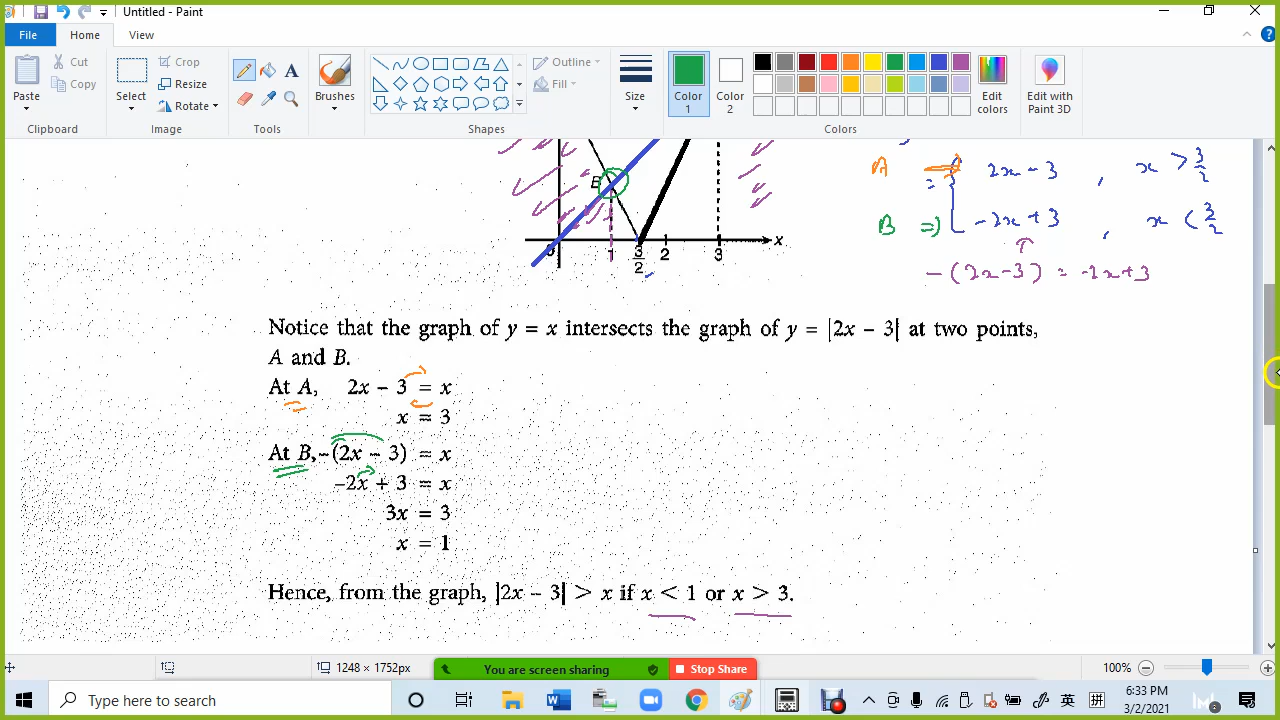 Untitled - Paint
File Home View
Paste Cut Copy
Clipboard
Select Crop Resize Rotate
Image
A
Tools
Brushes
Shapes
Outline
Fill
Size
Color 1
Color 2
Edit colors
Colors
Edit with Paint 3D
B
0 1 3/2 2 3 x
A ⇒ = { 2x - 3 , x > 3/2
B ⇒ -2x + 3 , x < 3/2
-(2x-3) = -2x+3
Notice that the graph of y = x intersects the graph of y = |2x − 3| at two points,
A and B.
At A, 2x − 3 = x
x = 3
At B, −(2x − 3) = x
−2x + 3 = x
3x = 3
x = 1
Hence, from the graph, |2x − 3| > x if x < 1 or x > 3.
1248 × 1752px
You are screen sharing
Stop Share
100%
Type here to search
英
拼
6:33 PM
3/2/2021